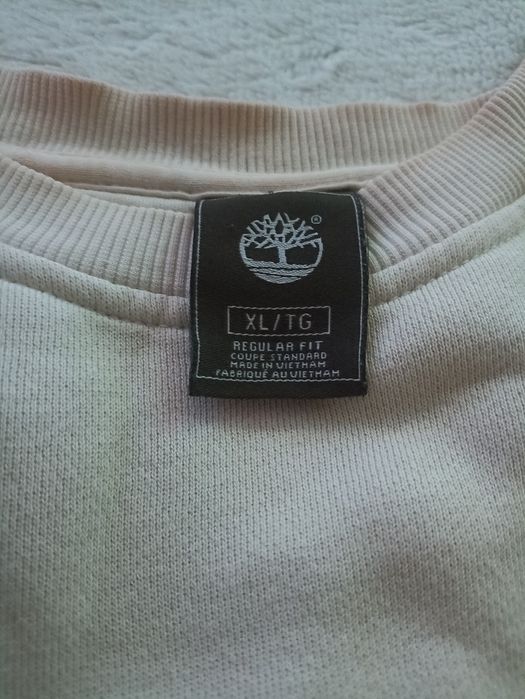 ®
XL/TG
REGULAR FIT
COUPE STANDARD
MADE IN VIETNAM
FABRIQUÉ AU VIETNAM